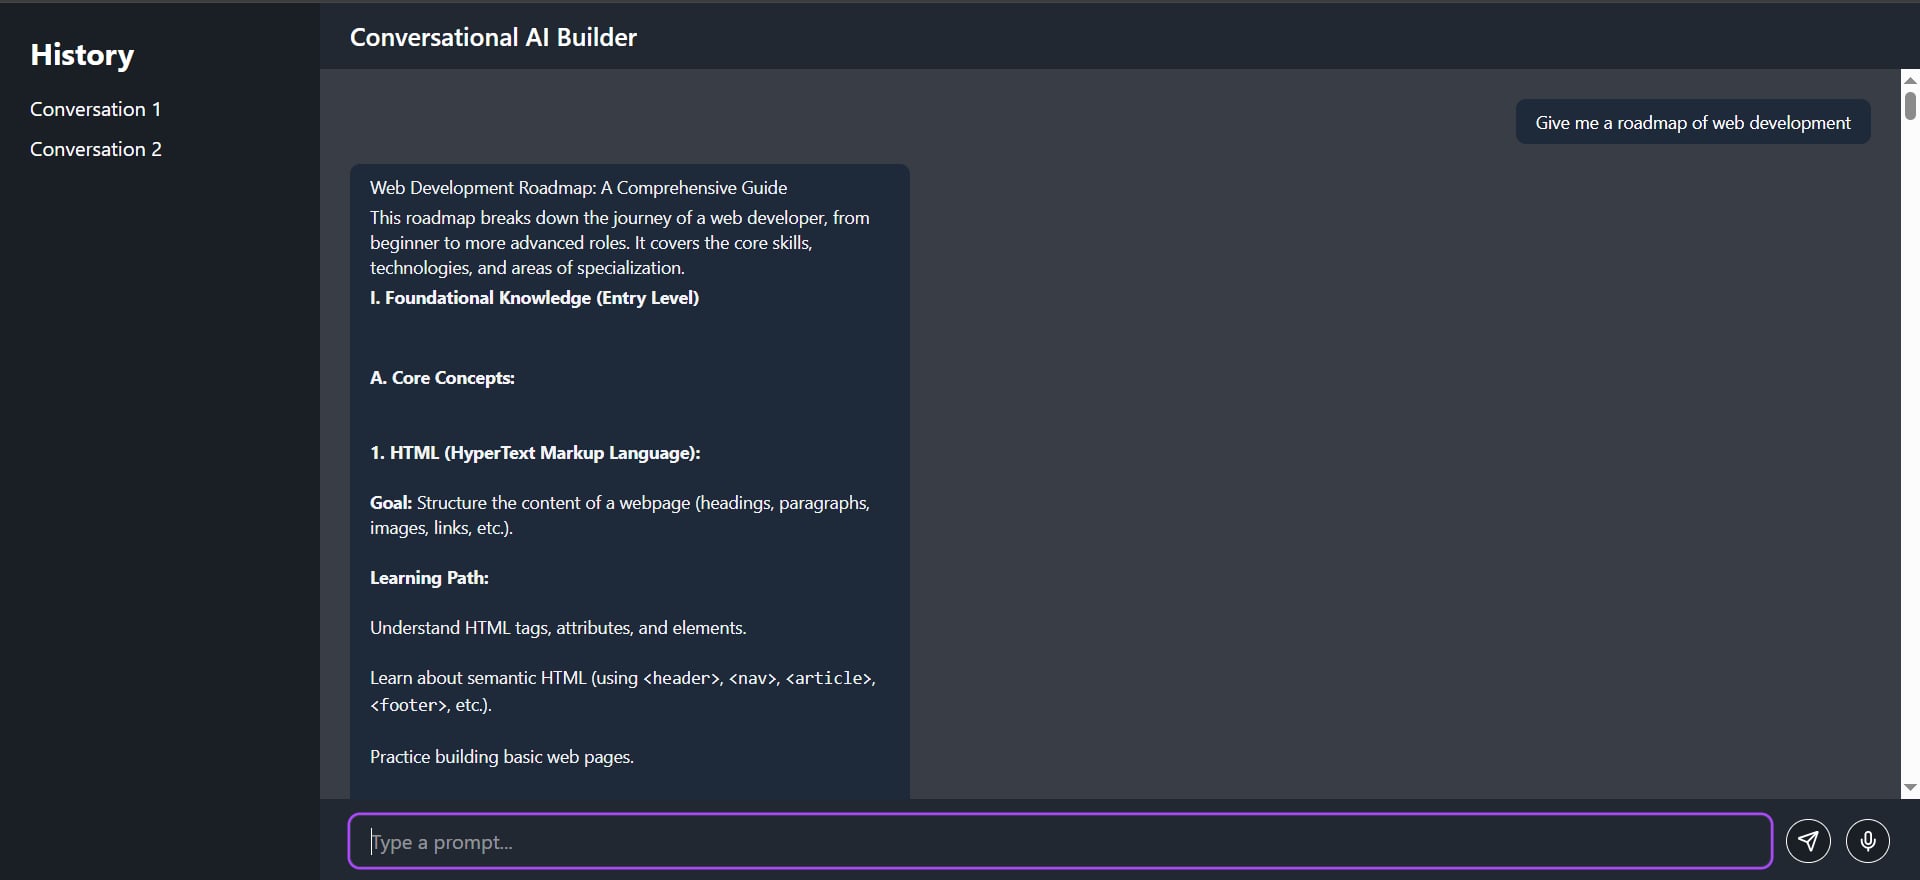 History
Conversation 1
Conversation 2
Conversational AI Builder
Give me a roadmap of web development
Web Development Roadmap: A Comprehensive Guide
This roadmap breaks down the journey of a web developer, from
beginner to more advanced roles. It covers the core skills,
technologies, and areas of specialization.
I. Foundational Knowledge (Entry Level)
A. Core Concepts:
1. HTML (HyperText Markup Language):
Goal: Structure the content of a webpage (headings, paragraphs,
images, links, etc.).
Learning Path:
Understand HTML tags, attributes, and elements.
Learn about semantic HTML (using <header>, <nav>, <article>,
<footer>, etc.).
Practice building basic web pages.
Type a prompt...